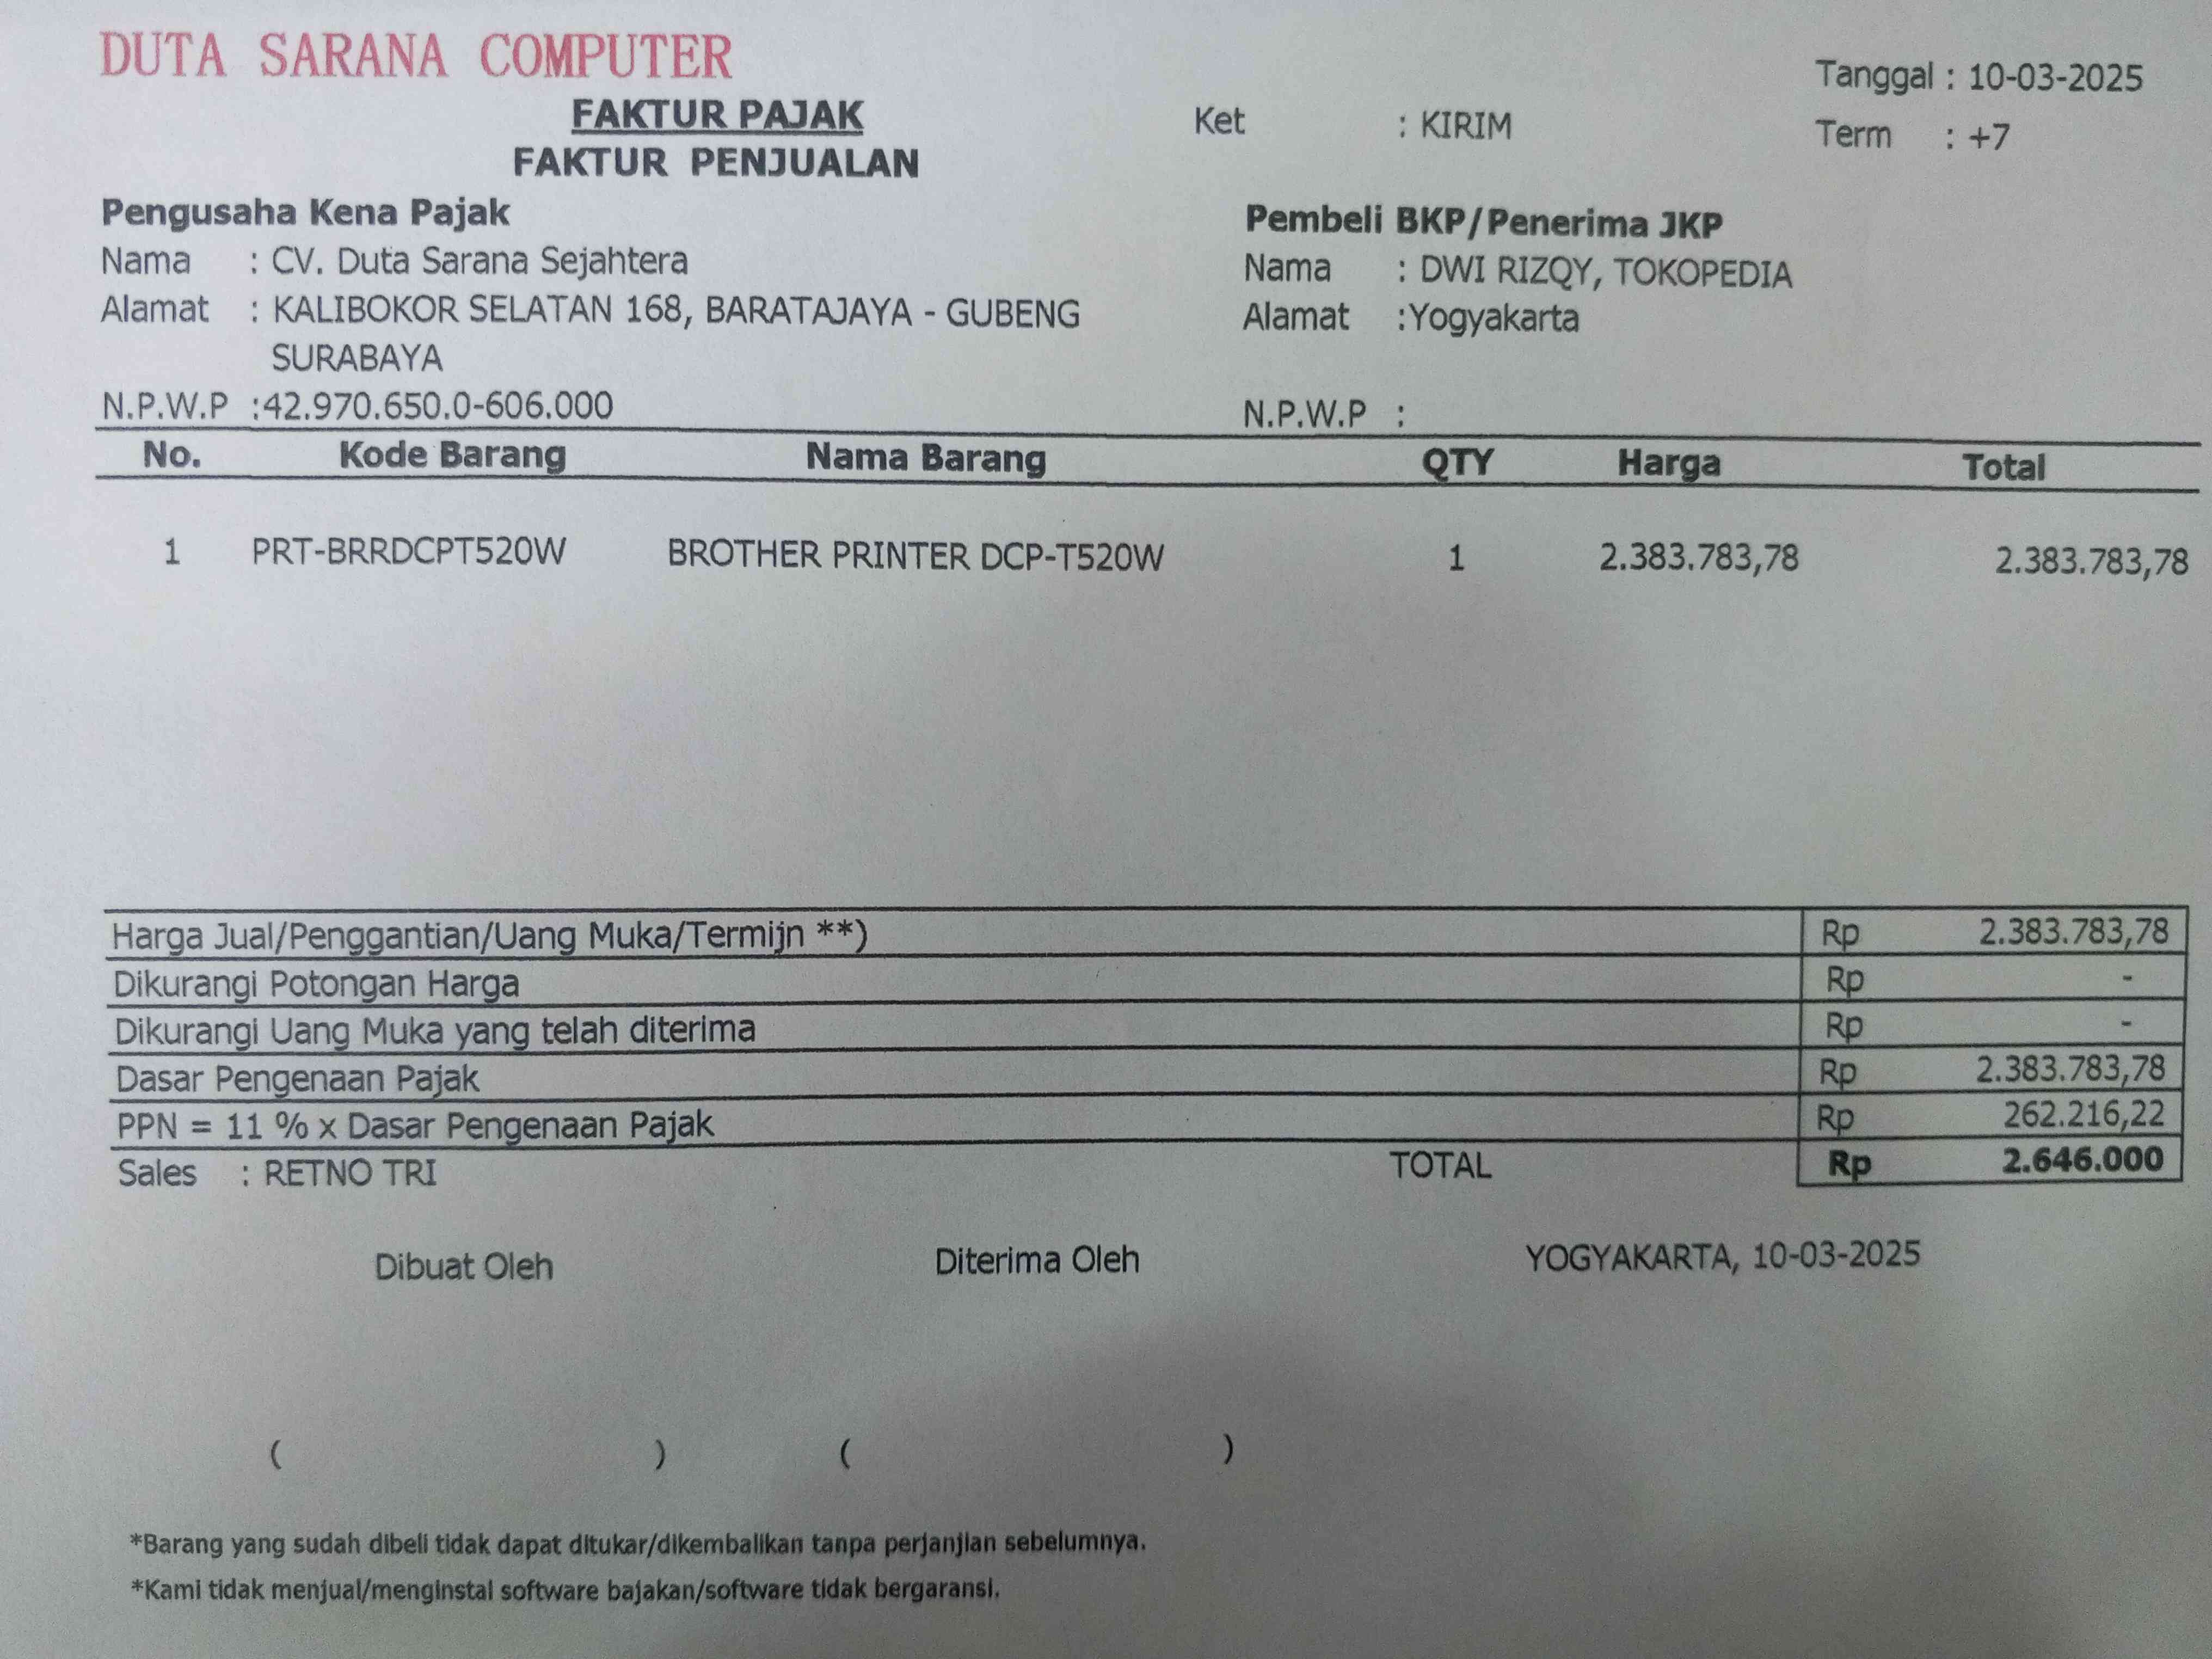 DUTA SARANA COMPUTER
FAKTUR PAJAK
FAKTUR PENJUALAN
Ket : KIRIM
Tanggal : 10-03-2025
Term : +7
Pengusaha Kena Pajak
Nama : CV. Duta Sarana Sejahtera
Alamat : KALIBOKOR SELATAN 168, BARATAJAYA - GUBENG
SURABAYA
N.P.W.P :42.970.650.0-606.000
Pembeli BKP/Penerima JKP
Nama : DWI RIZQY, TOKOPEDIA
Alamat :Yogyakarta
N.P.W.P :
No. Kode Barang Nama Barang QTY Harga Total
1 PRT-BRRDCPT520W BROTHER PRINTER DCP-T520W 1 2.383.783,78 2.383.783,78
Harga Jual/Penggantian/Uang Muka/Termijn **) Rp 2.383.783,78
Dikurangi Potongan Harga Rp -
Dikurangi Uang Muka yang telah diterima Rp -
Dasar Pengenaan Pajak Rp 2.383.783,78
PPN = 11 % x Dasar Pengenaan Pajak Rp 262.216,22
Sales : RETNO TRI TOTAL Rp 2.646.000
Dibuat Oleh Diterima Oleh YOGYAKARTA, 10-03-2025
( ) ( )
*Barang yang sudah dibeli tidak dapat ditukar/dikembalikan tanpa perjanjian sebelumnya.
*Kami tidak menjual/menginstal software bajakan/software tidak bergaransi.